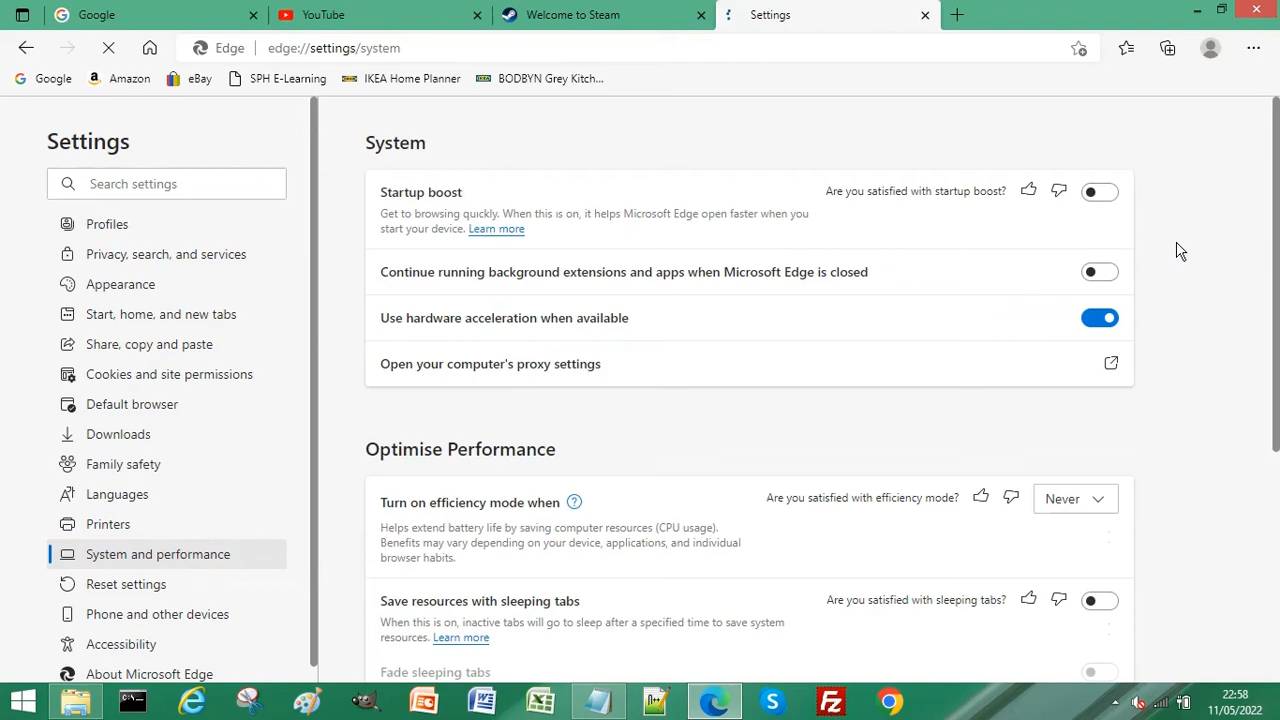 Google
YouTube
Welcome to Steam
Settings
Edge
edge://settings/system
Google
Amazon
eBay
SPH E-Learning
IKEA Home Planner
BODBYN Grey Kitch...
Settings
Search settings
Profiles
Privacy, search, and services
Appearance
Start, home, and new tabs
Share, copy and paste
Cookies and site permissions
Default browser
Downloads
Family safety
Languages
Printers
System and performance
Reset settings
Phone and other devices
Accessibility
About Microsoft Edge
System
Startup boost
Are you satisfied with startup boost?
Get to browsing quickly. When this is on, it helps Microsoft Edge open faster when you
start your device. Learn more
Continue running background extensions and apps when Microsoft Edge is closed
Use hardware acceleration when available
Open your computer's proxy settings
Optimise Performance
Turn on efficiency mode when
Are you satisfied with efficiency mode?
Never
Helps extend battery life by saving computer resources (CPU usage).
Benefits may vary depending on your device, applications, and individual
browser habits.
Save resources with sleeping tabs
Are you satisfied with sleeping tabs?
When this is on, inactive tabs will go to sleep after a specified time to save system
resources. Learn more
Fade sleeping tabs
22:58
11/05/2022